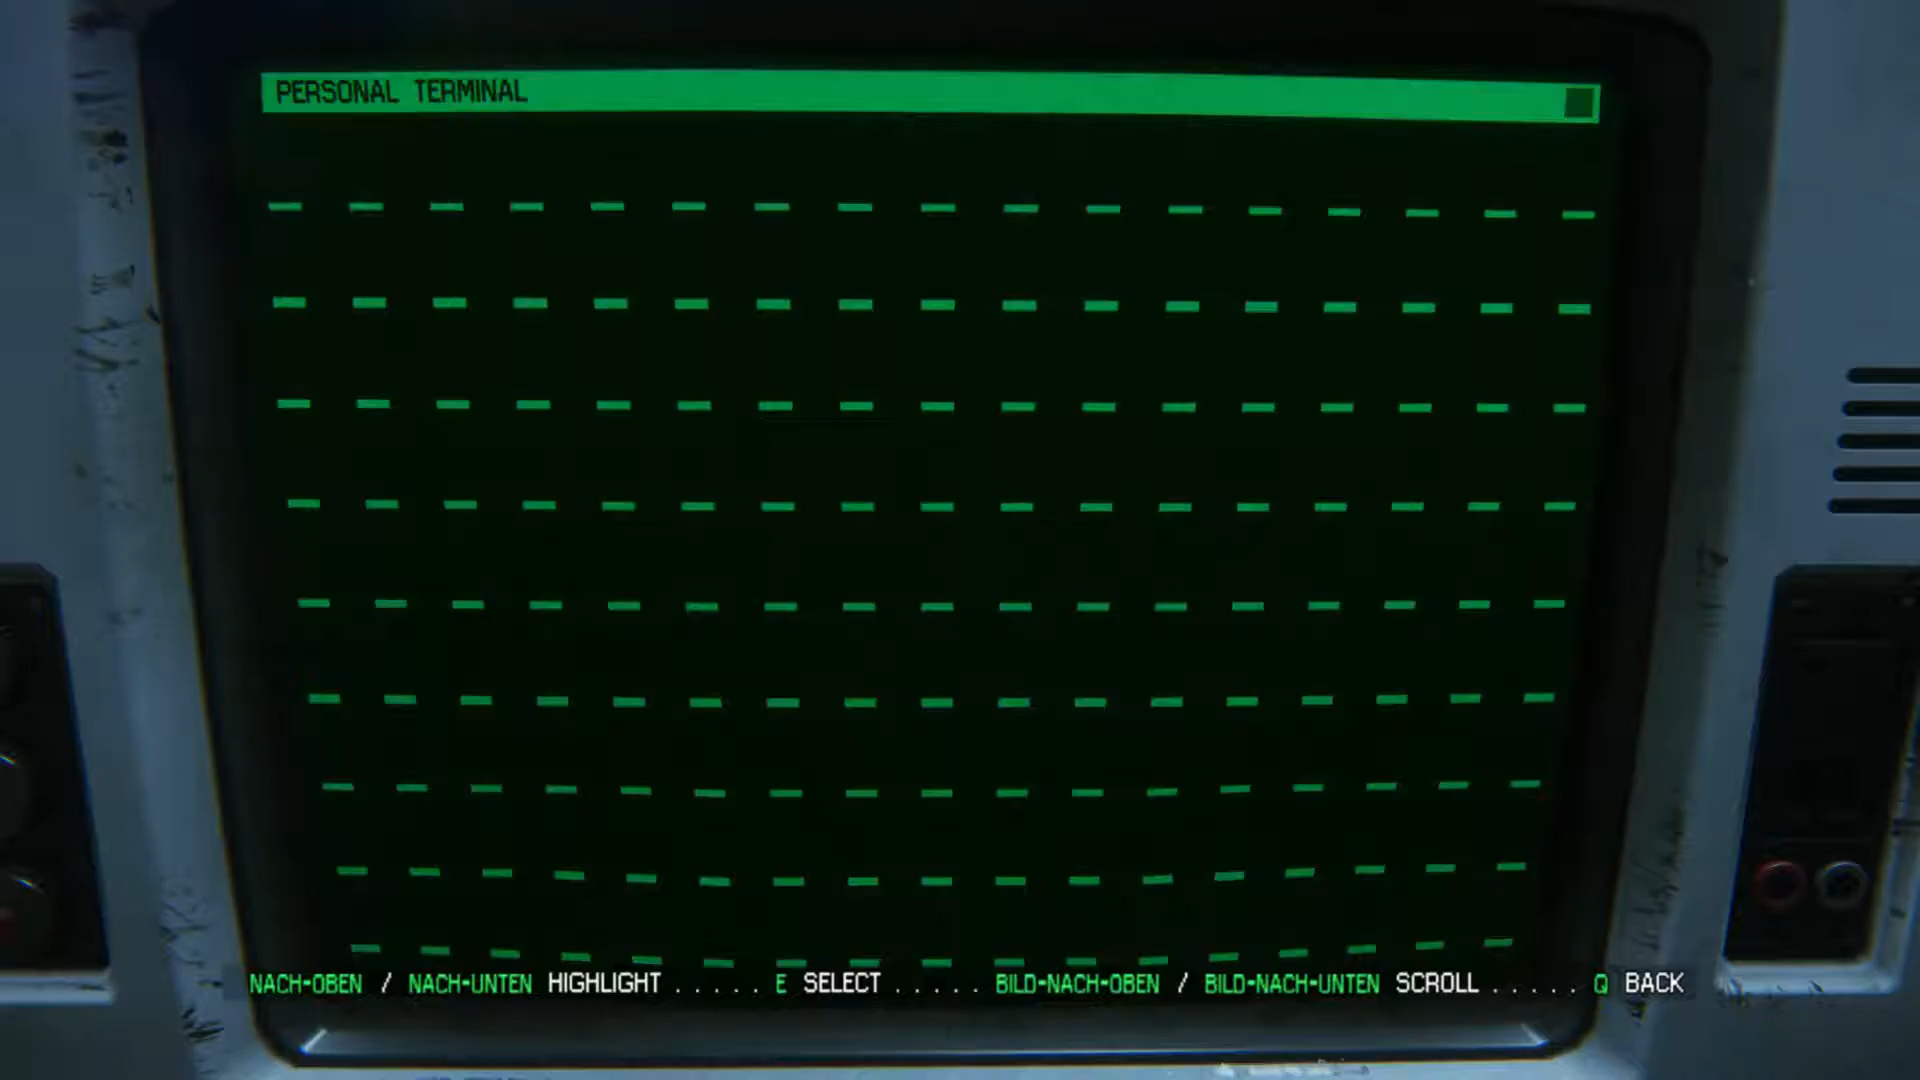 PERSONAL TERMINAL
NACH-OBEN / NACH-UNTEN HIGHLIGHT ..... E SELECT ..... BILD-NACH-OBEN / BILD-NACH-UNTEN SCROLL ..... Q BACK